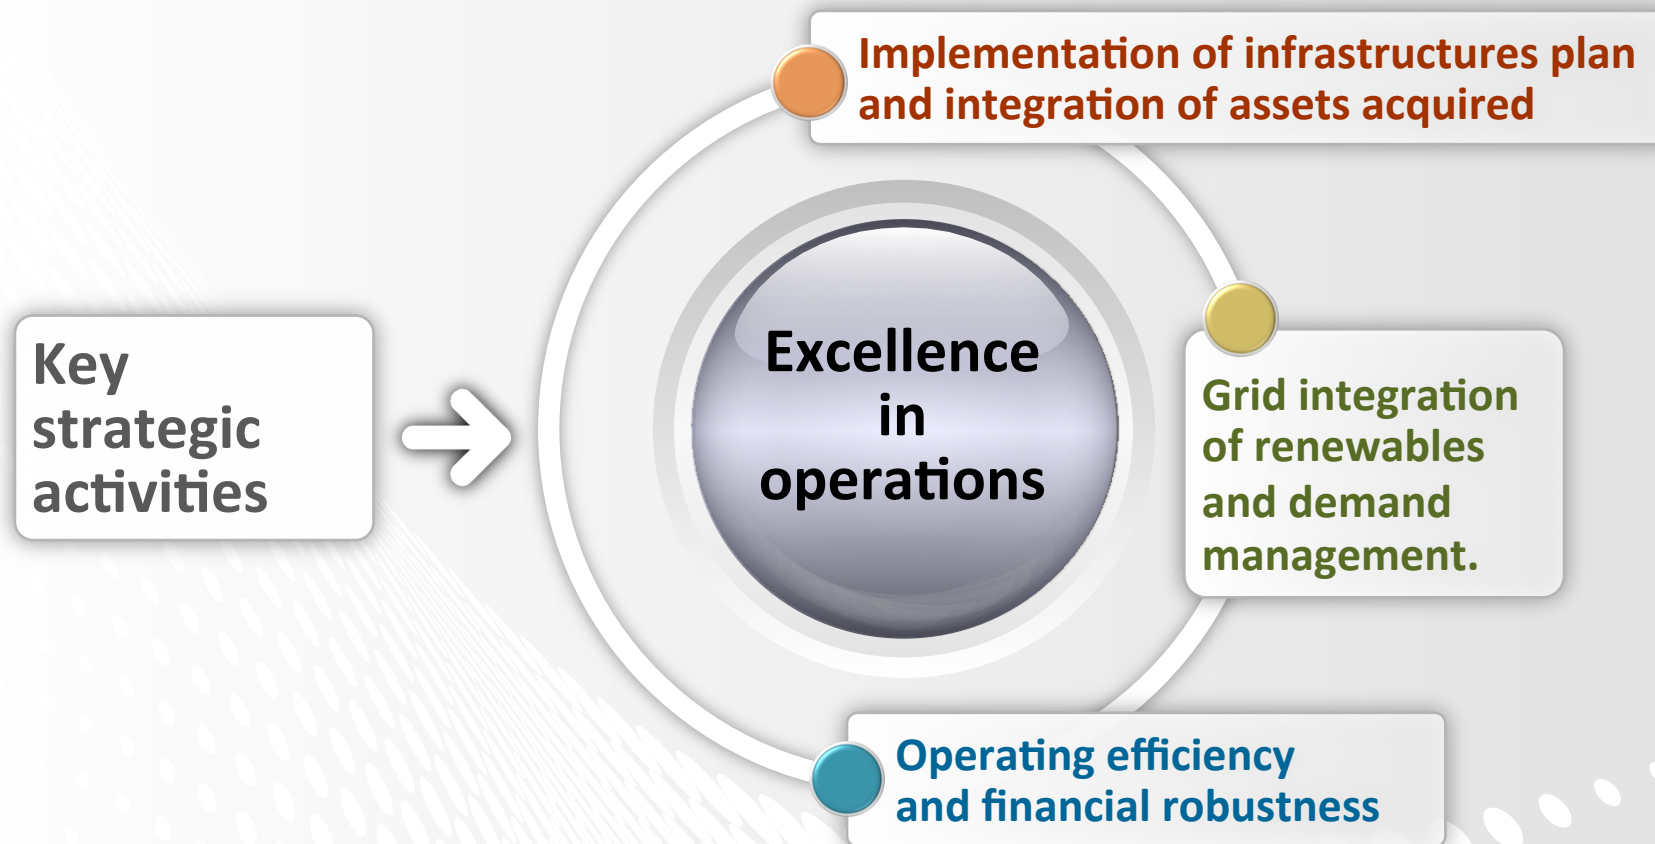 Implementation of infrastructures plan
and integration of assets acquired
Key
strategic
activities
Excellence
in
operations
Grid integration
of renewables
and demand
management.
Operating efficiency
and financial robustness